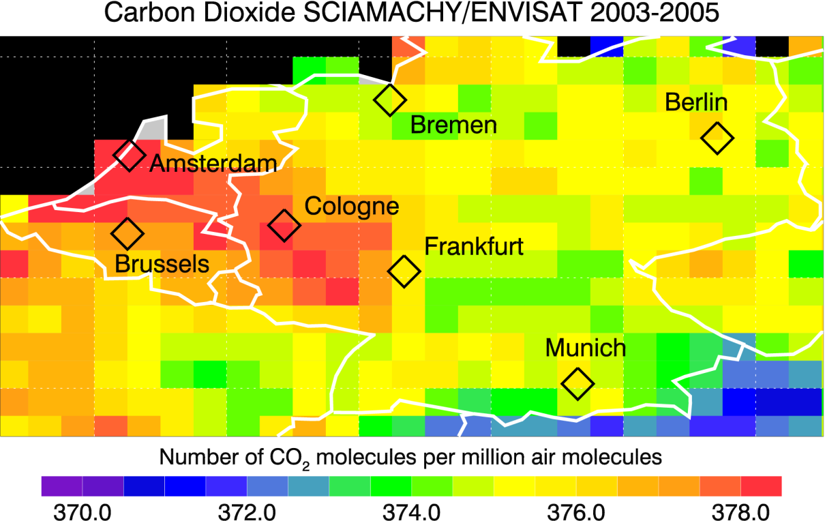 Carbon Dioxide SCIAMACHY/ENVISAT 2003-2005
Berlin
Bremen
Amsterdam
Cologne
Brussels
Frankfurt
Munich
Number of CO₂ molecules per million air molecules
370.0 372.0 374.0 376.0 378.0